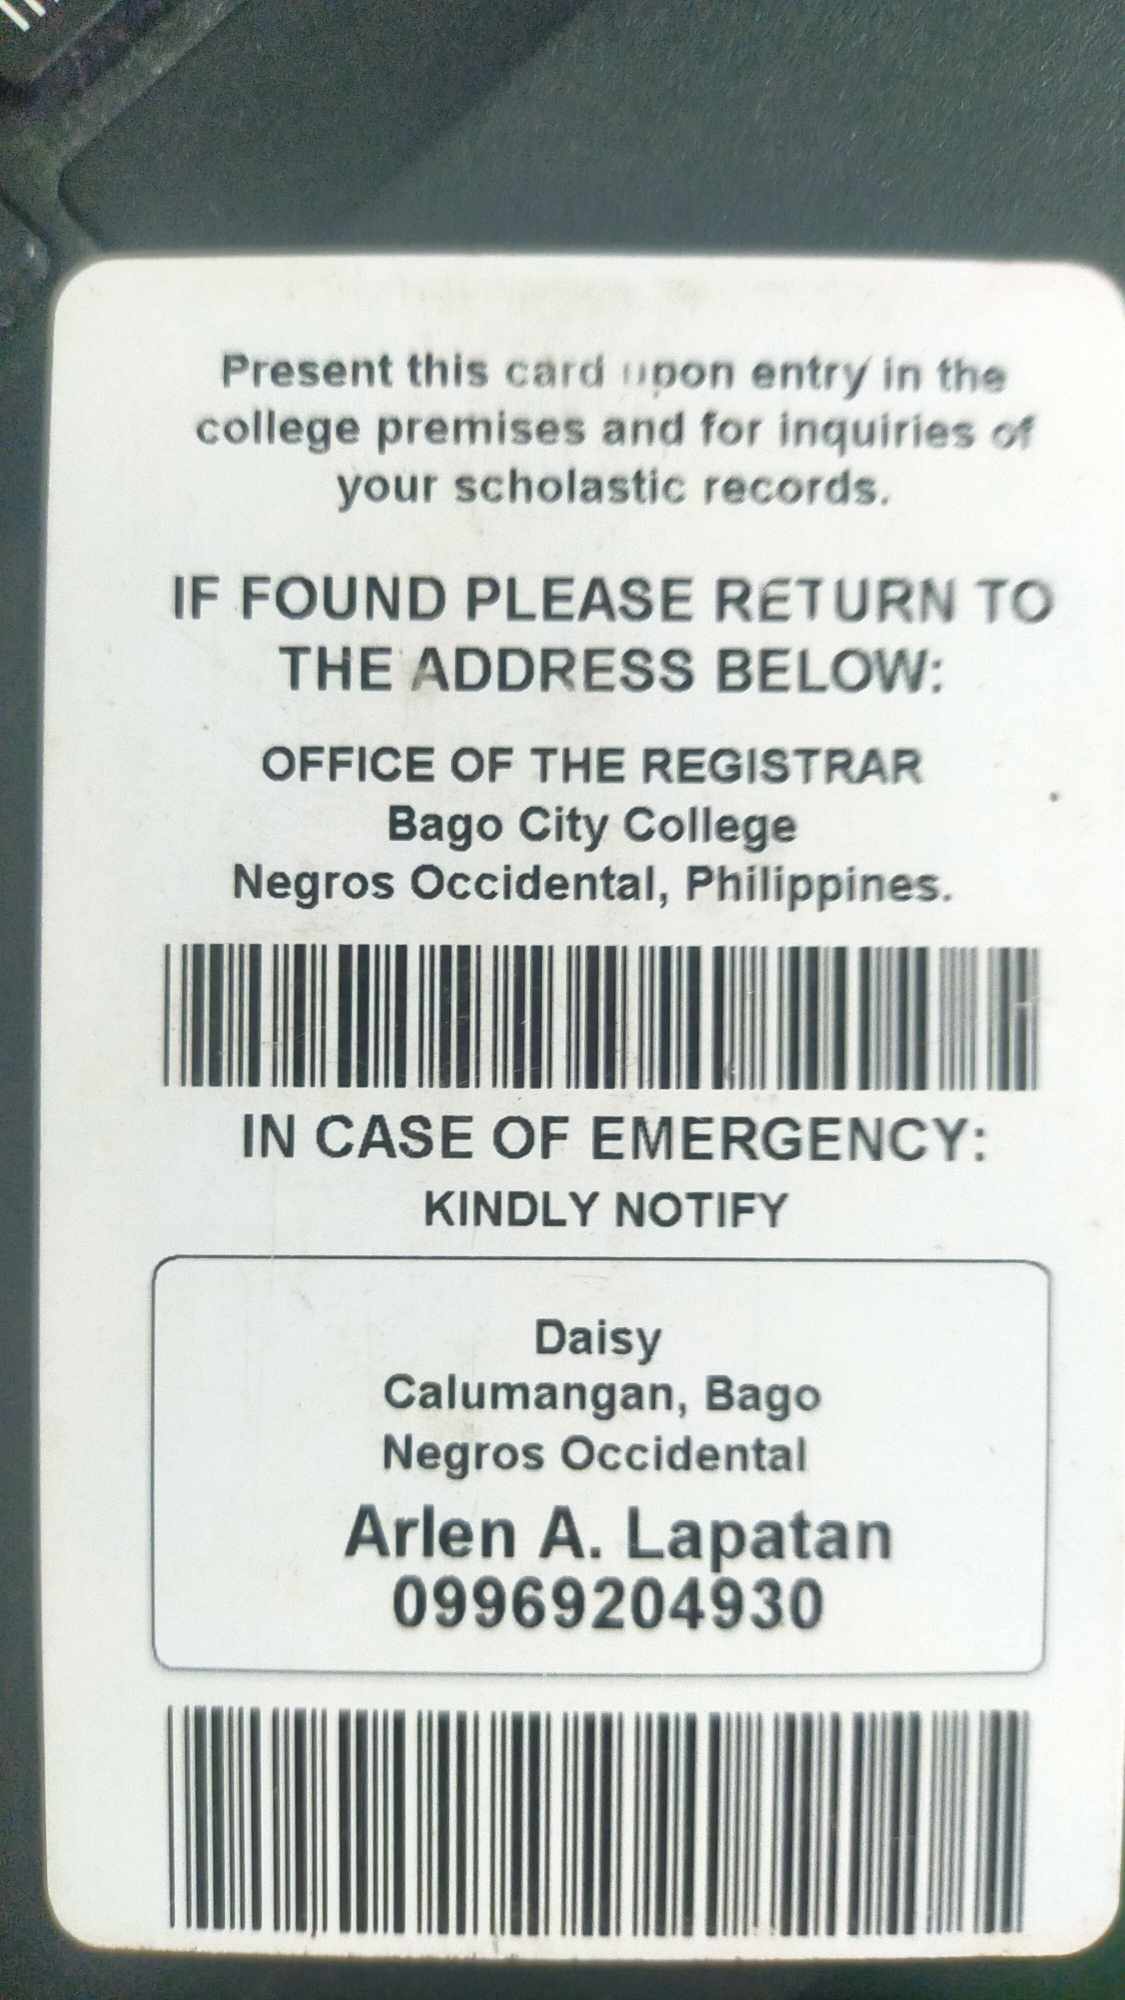 Present this card upon entry in the
college premises and for inquiries of
your scholastic records.
IF FOUND PLEASE RETURN TO
THE ADDRESS BELOW:
OFFICE OF THE REGISTRAR
Bago City College
Negros Occidental, Philippines.
IN CASE OF EMERGENCY:
KINDLY NOTIFY
Daisy
Calumangan, Bago
Negros Occidental
Arlen A. Lapatan
09969204930